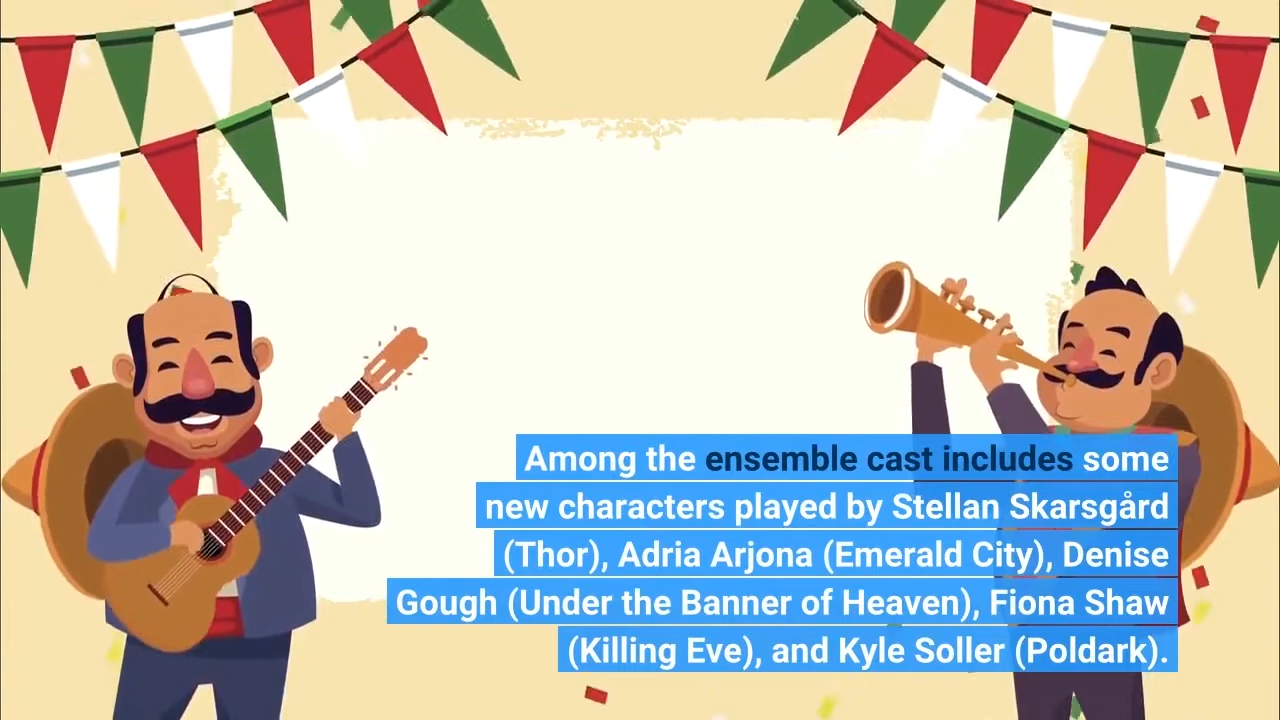 Among the ensemble cast includes some
new characters played by Stellan Skarsgård
(Thor), Adria Arjona (Emerald City), Denise
Gough (Under the Banner of Heaven), Fiona Shaw
(Killing Eve), and Kyle Soller (Poldark).